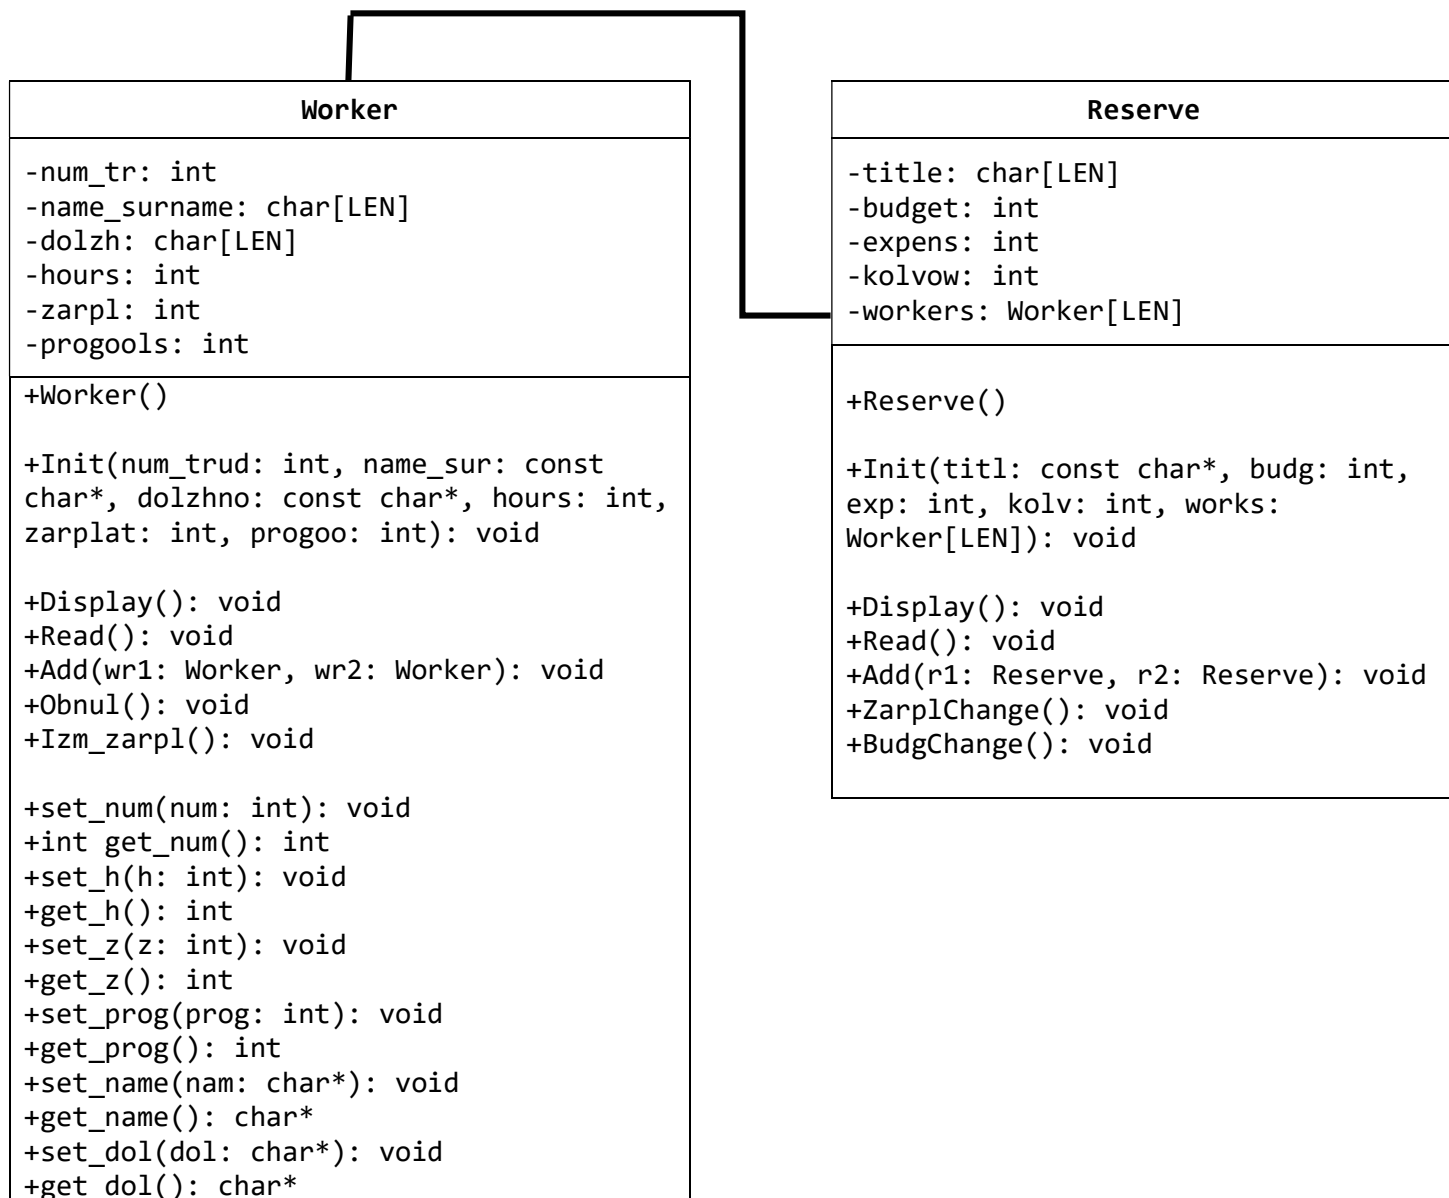 Worker
-num_tr: int
-name_surname: char[LEN]
-dolzh: char[LEN]
-hours: int
-zarpl: int
-progools: int
+Worker()
+Init(num_trud: int, name_sur: const
char*, dolzhno: const char*, hours: int,
zarplat: int, progoo: int): void
+Display(): void
+Read(): void
+Add(wr1: Worker, wr2: Worker): void
+Obnul(): void
+Izm_zarpl(): void
+set_num(num: int): void
+int get_num(): int
+set_h(h: int): void
+get_h(): int
+set_z(z: int): void
+get_z(): int
+set_prog(prog: int): void
+get_prog(): int
+set_name(nam: char*): void
+get_name(): char*
+set_dol(dol: char*): void
+get_dol(): char*
Reserve
-title: char[LEN]
-budget: int
-expens: int
-kolvow: int
-workers: Worker[LEN]
+Reserve()
+Init(titl: const char*, budg: int,
exp: int, kolv: int, works:
Worker[LEN]): void
+Display(): void
+Read(): void
+Add(r1: Reserve, r2: Reserve): void
+ZarplChange(): void
+BudgChange(): void